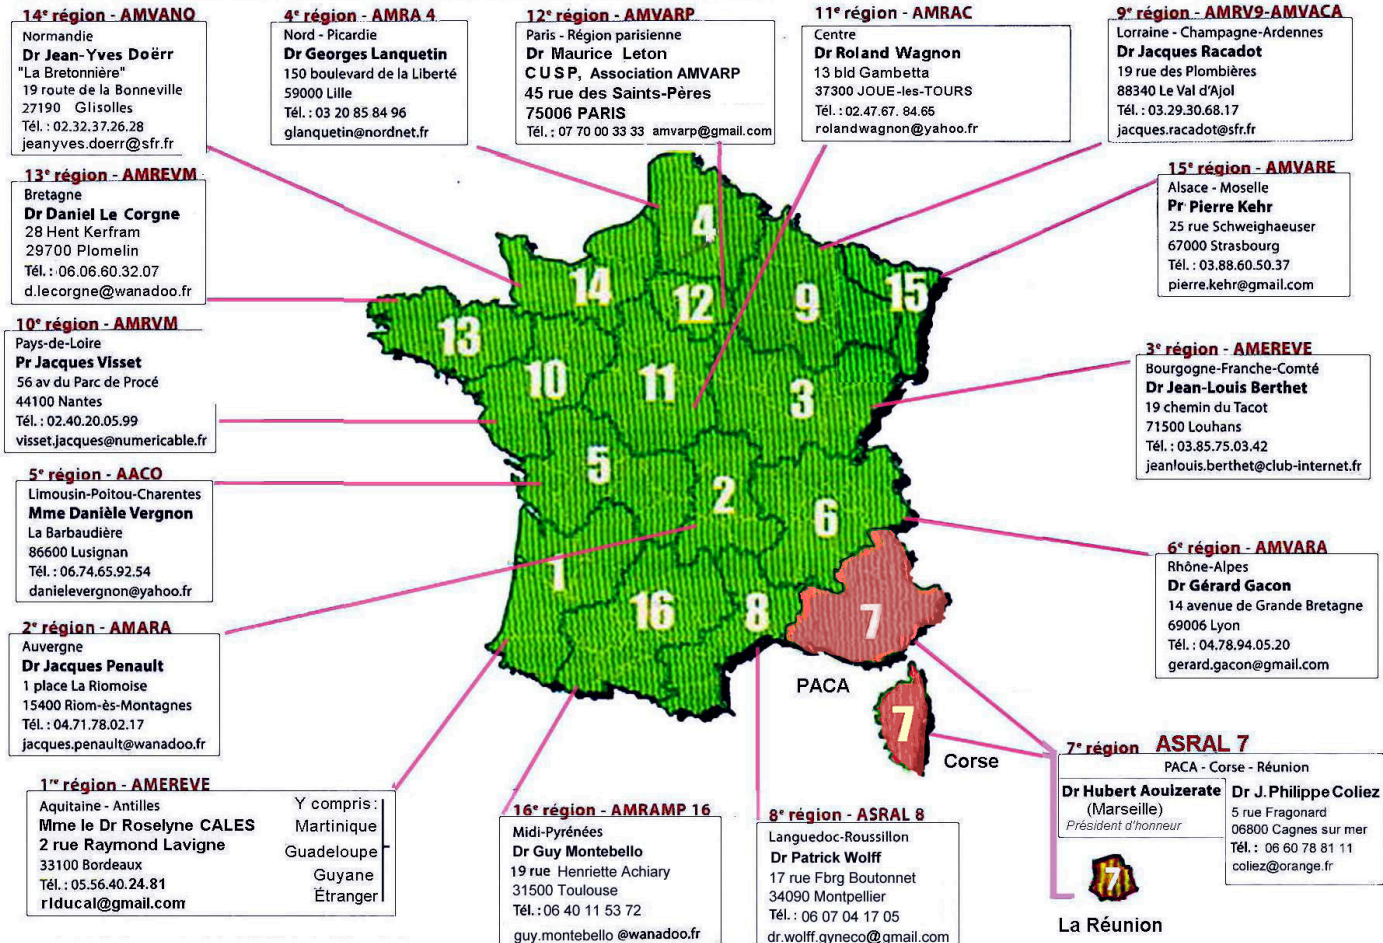 14e région - AMVANO
Normandie
Dr Jean-Yves Doërr
"La Bretonnière"
19 route de la Bonneville
27190 Glisolles
Tél. : 02.32.37.26.28
jeanyves.doerr@sfr.fr
4e région - AMRA 4
Nord - Picardie
Dr Georges Lanquetin
150 boulevard de la Liberté
59000 Lille
Tél. : 03 20 85 84 96
glanquetin@nordnet.fr
12e région - AMVARP
Paris - Région parisienne
Dr Maurice Leton
C U S P, Association AMVARP
45 rue des Saints-Pères
75006 PARIS
Tél. : 07 70 00 33 33 amvarp@gmail.com
11e région - AMRAC
Centre
Dr Roland Wagnon
13 bld Gambetta
37300 JOUE-les-TOURS
Tél. : 02.47.67. 84.65
rolandwagnon@yahoo.fr
9e région - AMRV9-AMVACA
Lorraine - Champagne-Ardennes
Dr Jacques Racadot
19 rue des Plombières
88340 Le Val d'Ajol
Tél. : 03.29.30.68.17
jacques.racadot@sfr.fr
13e région - AMREVM
Bretagne
Dr Daniel Le Corgne
28 Hent Kerfram
29700 Plomelin
Tél. : 06.06.60.32.07
d.lecorgne@wanadoo.fr
15e région - AMVARE
Alsace - Moselle
Pr Pierre Kehr
25 rue Schweighaeuser
67000 Strasbourg
Tél. : 03.88.60.50.37
pierre.kehr@gmail.com
10e région - AMRVM
Pays-de-Loire
Pr Jacques Visset
56 av du Parc de Procé
44100 Nantes
Tél. : 02.40.20.05.99
visset.jacques@numericable.fr
3e région - AMEREVE
Bourgogne-Franche-Comté
Dr Jean-Louis Berthet
19 chemin du Tacot
71500 Louhans
Tél. : 03.85.75.03.42
jeanlouis.berthet@club-internet.fr
5e région - AACO
Limousin-Poitou-Charentes
Mme Danièle Vergnon
La Barbaudière
86600 Lusignan
Tél. : 06.74.65.92.54
danielevergnon@yahoo.fr
6e région - AMVARA
Rhône-Alpes
Dr Gérard Gacon
14 avenue de Grande Bretagne
69006 Lyon
Tél. : 04.78.94.05.20
gerard.gacon@gmail.com
2e région - AMARA
Auvergne
Dr Jacques Penault
1 place La Riomoise
15400 Riom-ès-Montagnes
Tél. : 04.71.78.02.17
jacques.penault@wanadoo.fr
4
14
12
9
15
13
10
11
3
5
2
6
1
16
8
7
PACA
7
Corse
1re région - AMEREVE
Aquitaine - Antilles
Mme le Dr Roselyne CALES
2 rue Raymond Lavigne
33100 Bordeaux
Tél. : 05.56.40.24.81
rlducal@gmail.com
Y compris :
Martinique
Guadeloupe
Guyane
Étranger
16e région - AMRAMP 16
Midi-Pyrénées
Dr Guy Montebello
19 rue Henriette Achiary
31500 Toulouse
Tél. : 06 40 11 53 72
guy.montebello @wanadoo.fr
8e région - ASRAL 8
Languedoc-Roussillon
Dr Patrick Wolff
17 rue Fbrg Boutonnet
34090 Montpellier
Tél. : 06 07 04 17 05
dr.wolff.gyneco@gmail.com
7e région ASRAL 7
PACA - Corse - Réunion
Dr Hubert Aouizerate
(Marseille)
Président d'honneur
Dr J. Philippe Coliez
5 rue Fragonard
06800 Cagnes sur mer
Tél. : 06 60 78 81 11
coliez@orange.fr
7
La Réunion